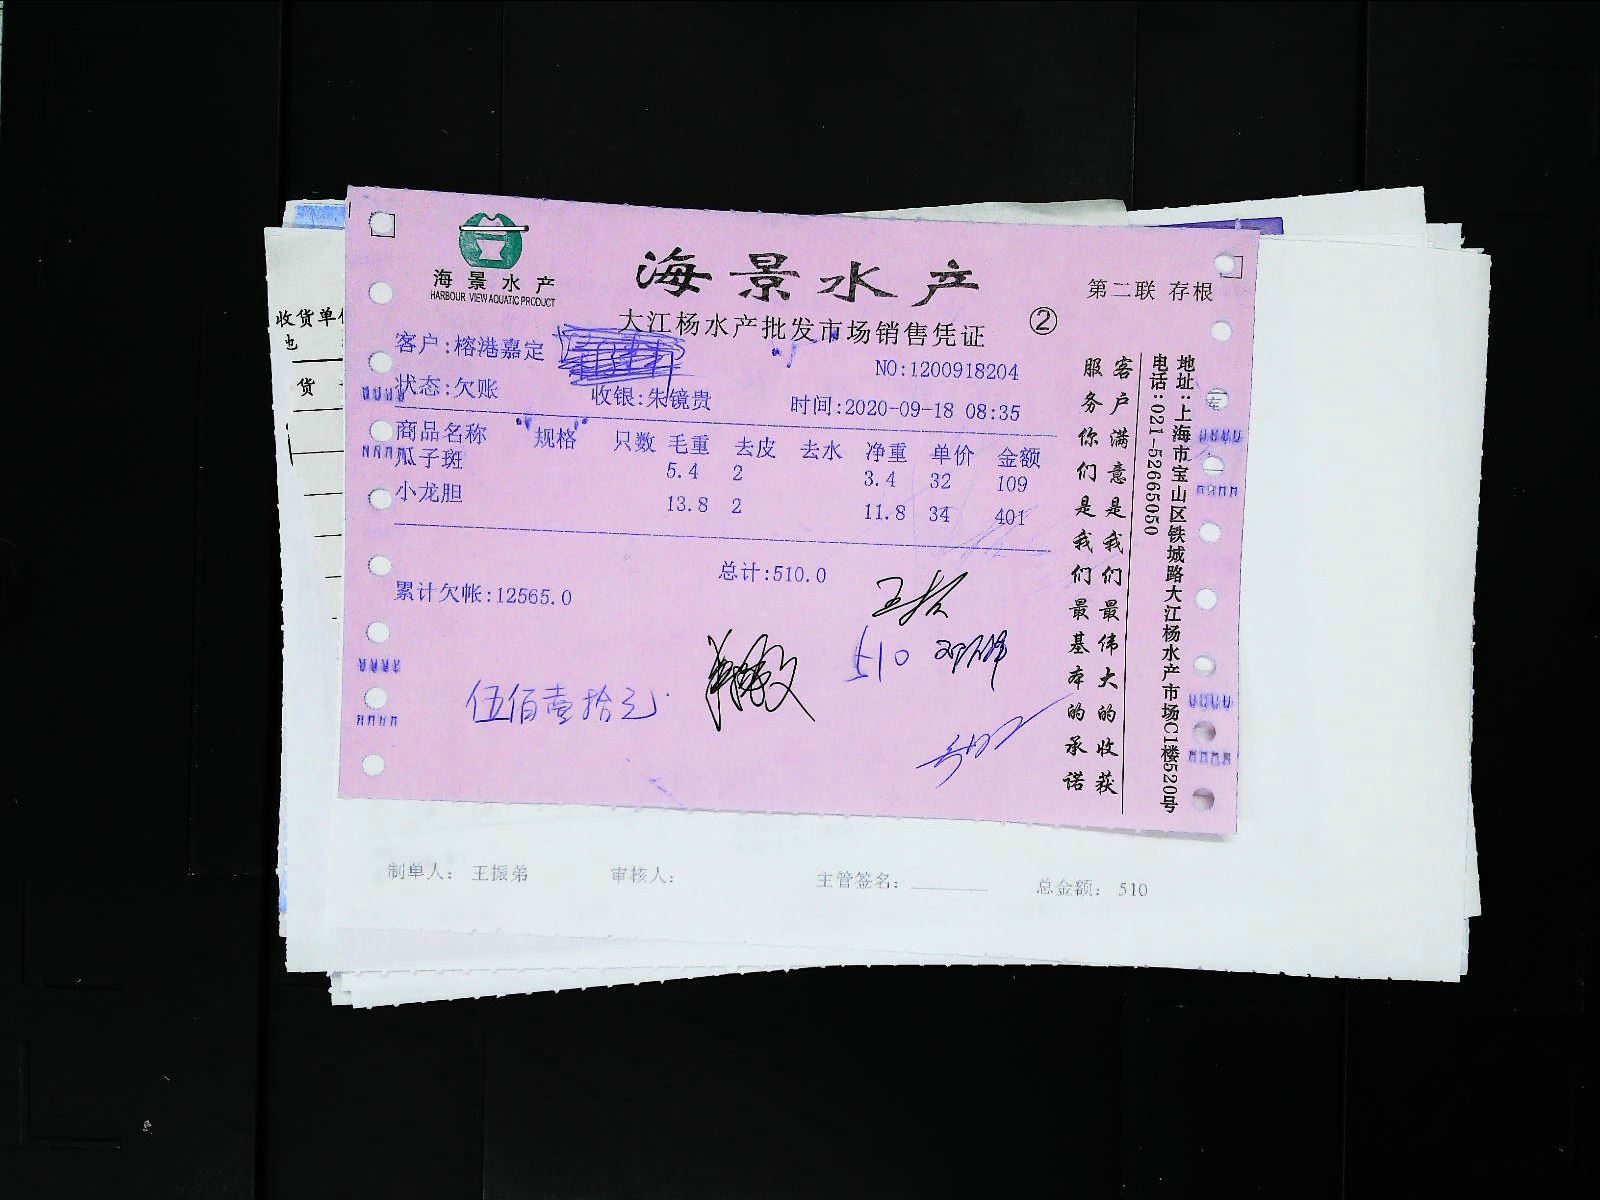 海景水产
HARBOUR VIEW AQUATIC PRODUCT
海景水产
第二联 存根
大江杨水产批发市场销售凭证 ②
客户:榕港嘉定
NO:1200918204
状态:欠账 收银:朱镜贵 时间:2020-09-18 08:35
商品名称 规格 只数 毛重 去皮 去水 净重 单价 金额
瓜子斑 5.4 2 3.4 32 109
小龙胆 13.8 2 11.8 34 401
总计:510.0
累计欠帐:12565.0
510
伍佰壹拾元
客户满意是我们最伟大的收获
服务你们是我们最基本的承诺
地址:上海市宝山区铁城路大江杨水产市场C1楼520号
电话:021-52665050
收货单
货
制单人: 王振弟 审核人: 主管签名: 总金额: 510